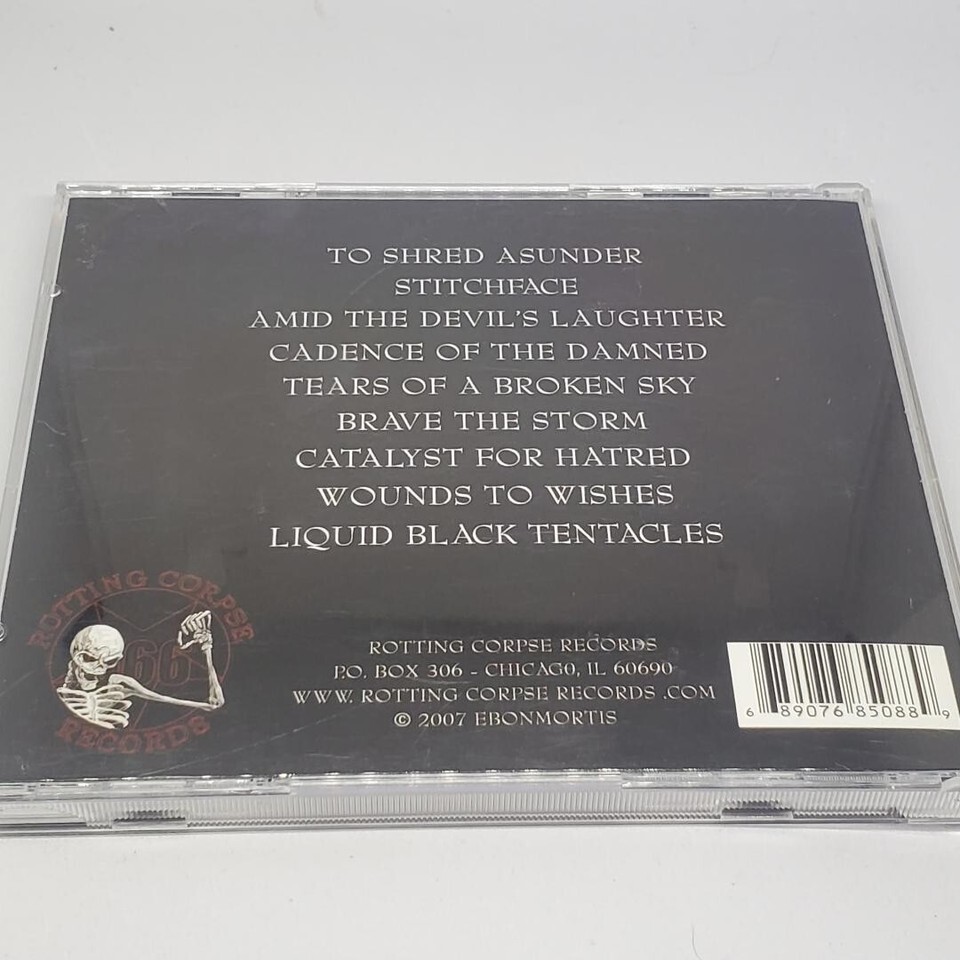 TO SHRED ASUNDER
STITCHFACE
AMID THE DEVIL'S LAUGHTER
CADENCE OF THE DAMNED
TEARS OF A BROKEN SKY
BRAVE THE STORM
CATALYST FOR HATRED
WOUNDS TO WISHES
LIQUID BLACK TENTACLES
ROTTING CORPSE
666
RECORDS
ROTTING CORPSE RECORDS
P.O. BOX 306 - CHICAGO, IL 60690
WWW. ROTTING CORPSE RECORDS .COM
© 2007 EBONMORTIS
6 89076 85088 9